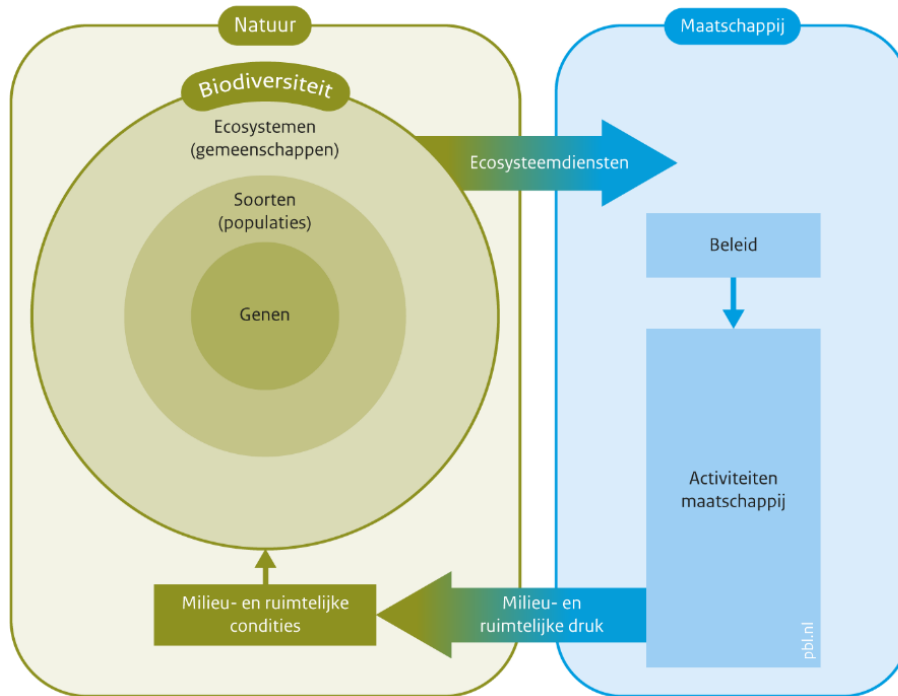 Natuur
Maatschappij
Biodiversiteit
Ecosystemen
(gemeenschappen)
Ecosysteemdiensten
Soorten
(populaties)
Beleid
Genen
Activiteiten
maatschappij
Milieu- en ruimtelijke
condities
Milieu- en
ruimtelijke druk
pbl.nl